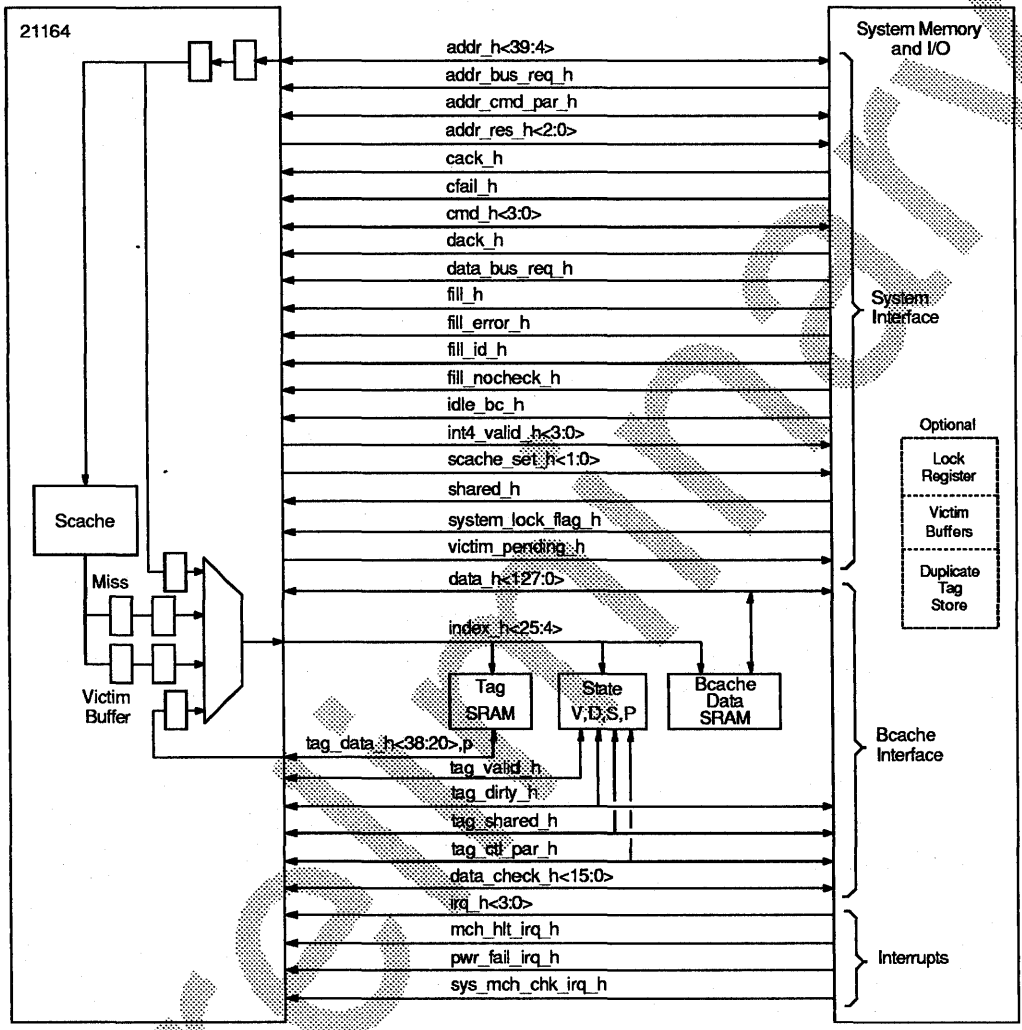 21164
System Memory
and I/O
addr_h<39:4>
addr_bus_req_h
addr_cmd_par_h
addr_res_h<2:0>
cack_h
cfail_h
cmd_h<3:0>
dack_h
data_bus_req_h
fill_h
fill_error_h
fill_id_h
fill_nocheck_h
idle_bc_h
int4_valid_h<3:0>
scache_set_h<1:0>
shared_h
system_lock_flag_h
victim_pending_h
System
Interface
Optional
Lock
Register
Victim
Buffers
Duplicate
Tag
Store
Scache
Miss
Victim
Buffer
data_h<127:0>
index_h<25:4>
Tag
SRAM
State
V,D,S,P
Bcache
Data
SRAM
tag_data_h<38:20>,p
tag_valid_h
tag_dirty_h
tag_shared_h
tag_ctl_par_h
data_check_h<15:0>
Bcache
Interface
irq_h<3:0>
mch_hlt_irq_h
pwr_fail_irq_h
sys_mch_chk_irq_h
Interrupts